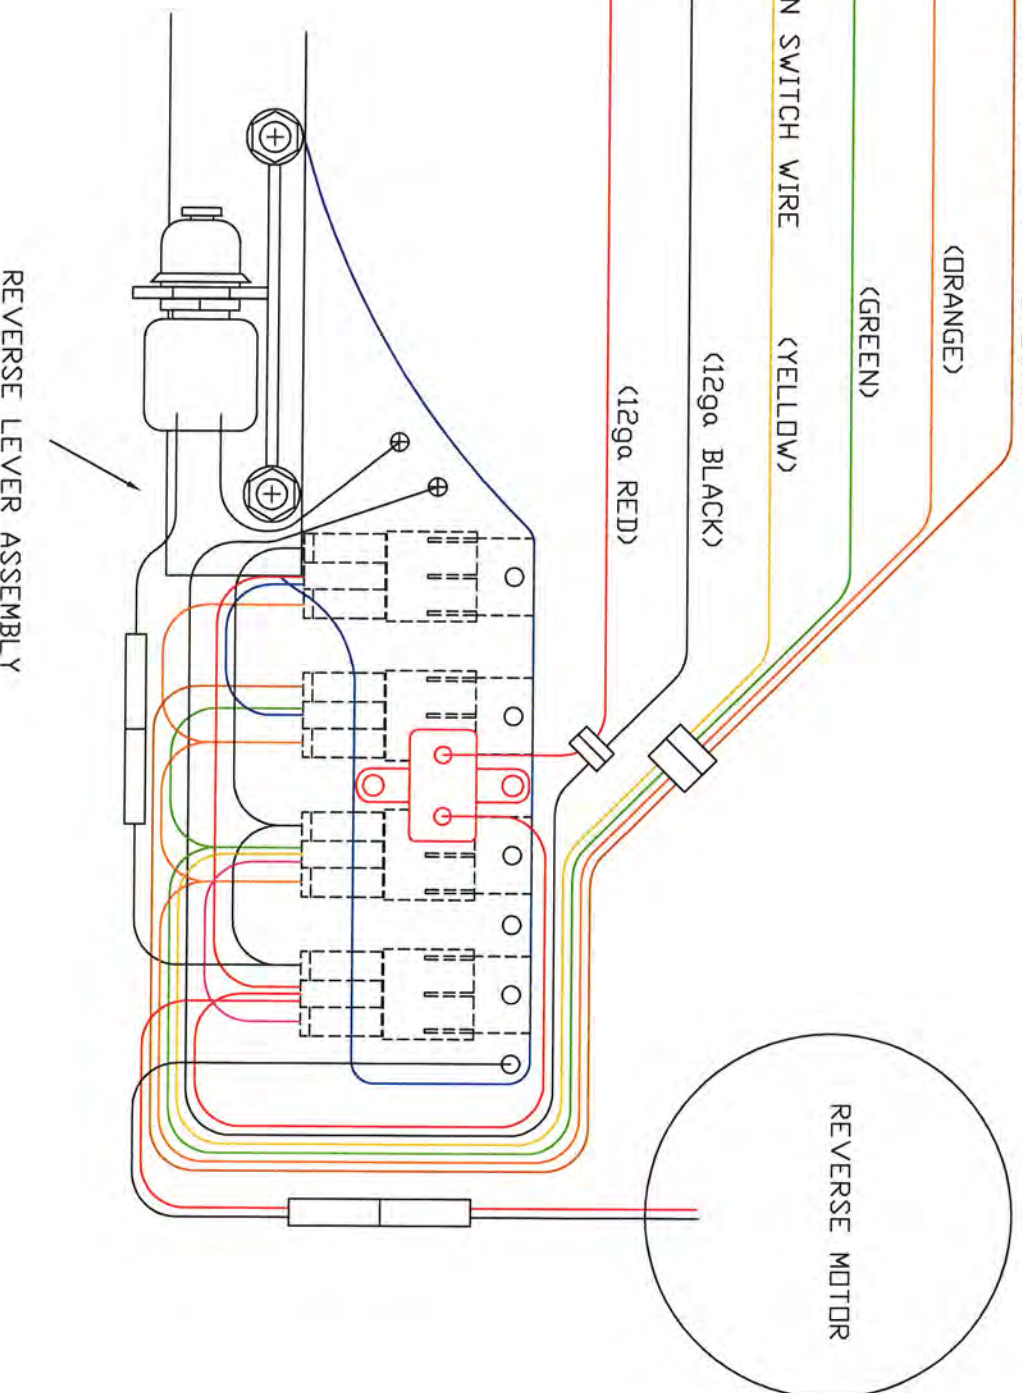 N SWITCH WIRE
(ORANGE)
(GREEN)
(YELLOW)
(12ga BLACK)
(12ga RED)
REVERSE LEVER ASSEMBLY
REVERSE MOTOR